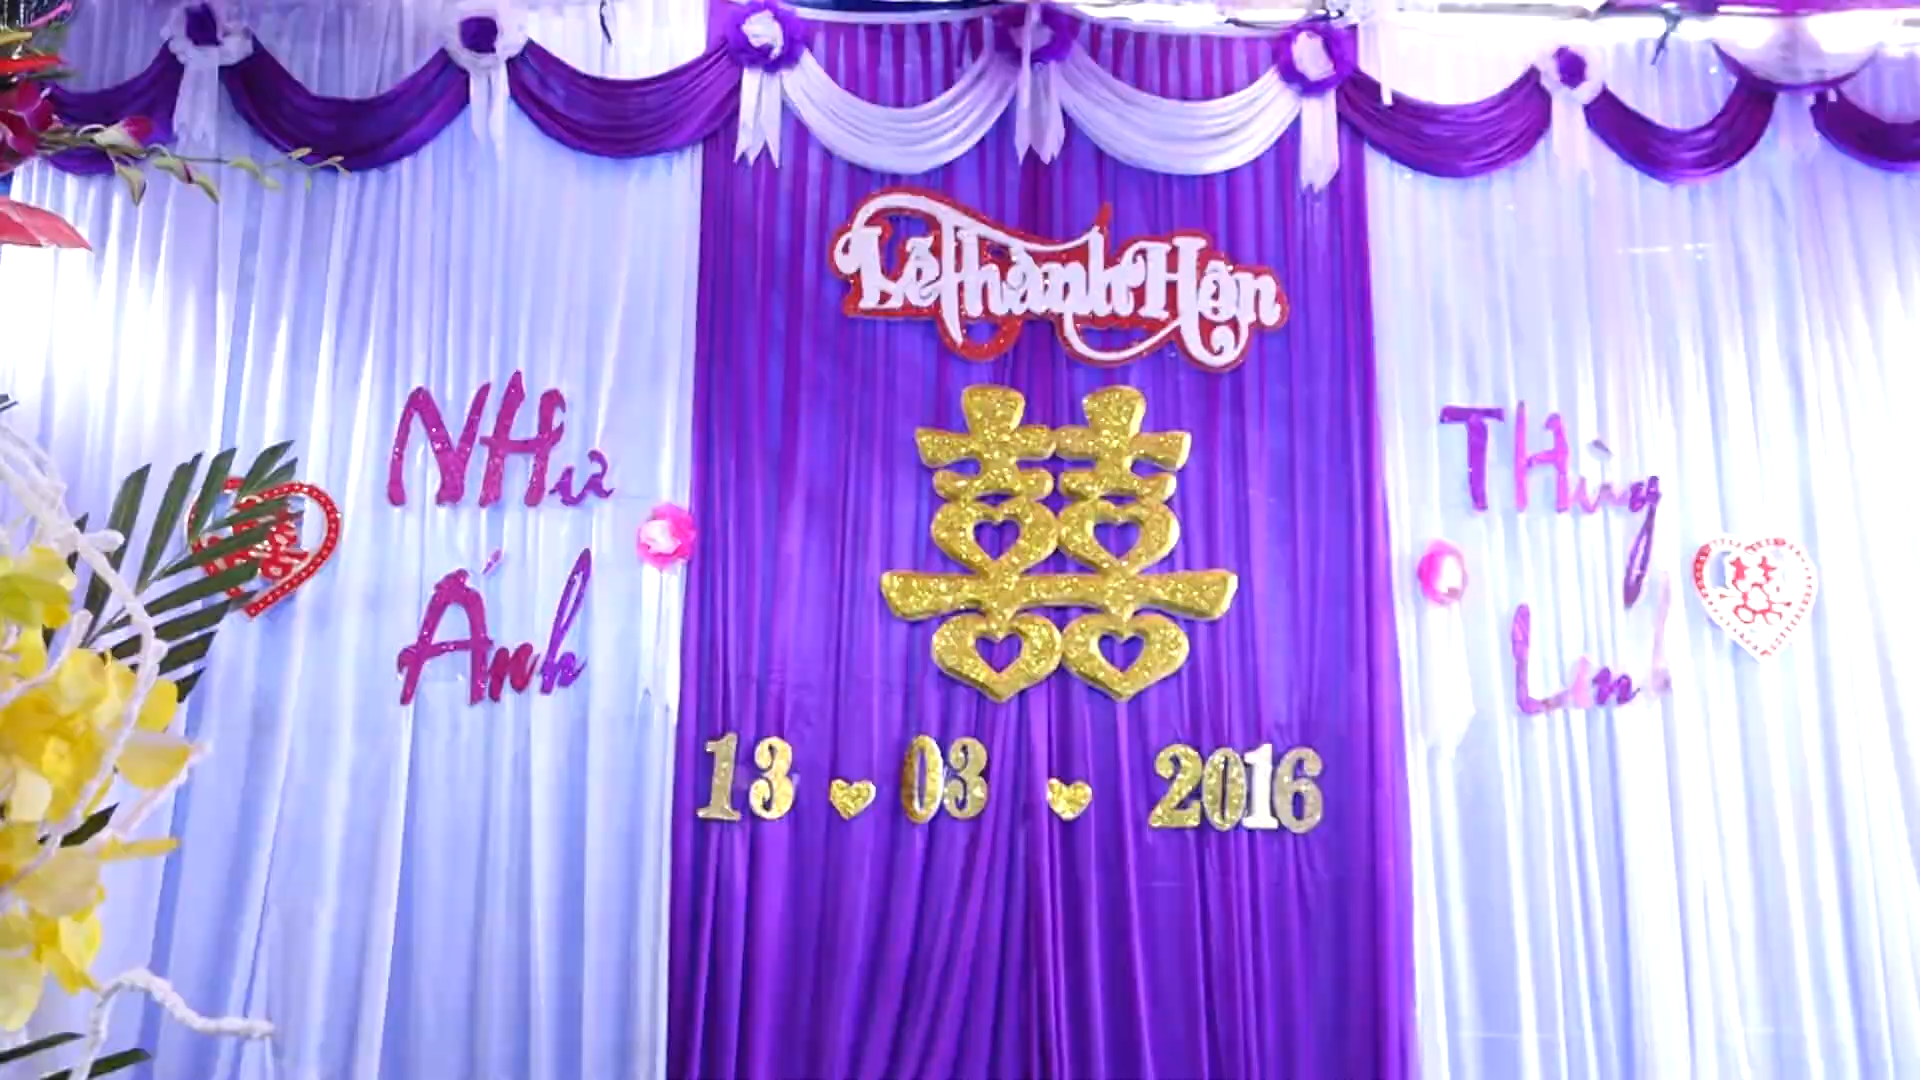 Lễ Thành Hôn
NHư
Ánh
囍
THùy
Linh
13 03 2016